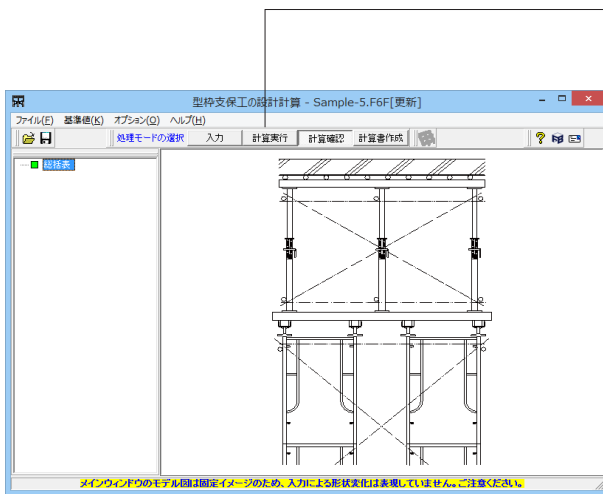 型枠支保工の設計計算 - Sample-5.F6F[更新]
ファイル(F) 基準値(K) オプション(O) ヘルプ(H)
処理モードの選択 入力 計算実行 計算確認 計算書作成
総括表
メインウィンドウのモデル図は固定イメージのため、入力による形状変化は表現していません。ご注意ください。